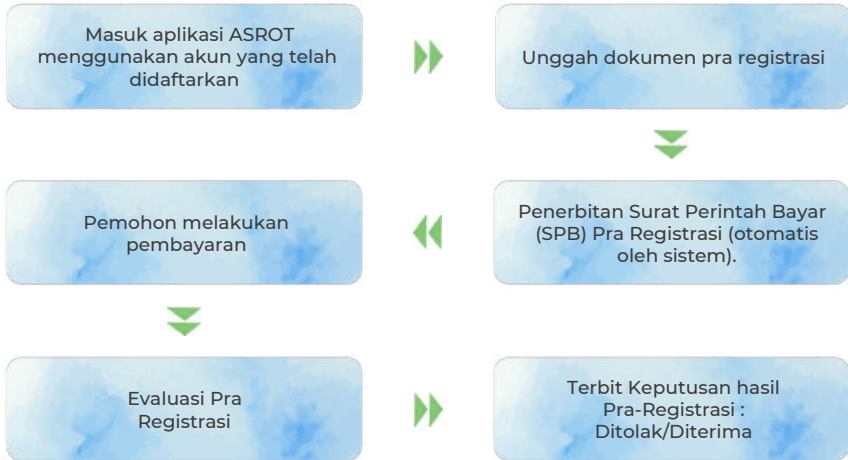 Masuk aplikasi ASROT
menggunakan akun yang telah
didaftarkan
Unggah dokumen pra registrasi
Penerbitan Surat Perintah Bayar
(SPB) Pra Registrasi (otomatis
oleh sistem).
Pemohon melakukan
pembayaran
Evaluasi Pra
Registrasi
Terbit Keputusan hasil
Pra-Registrasi :
Ditolak/Diterima